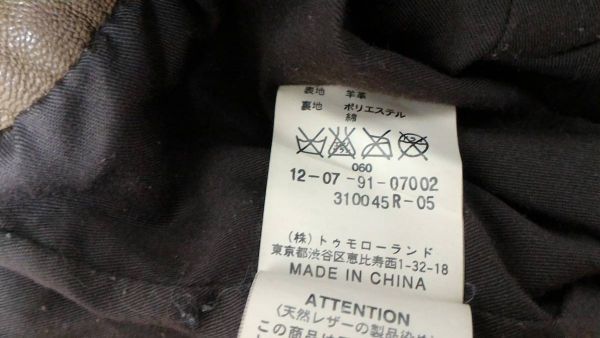 表地 羊革
裏地 ポリエステル
綿
060
12-07-91-07002
310045R-05
(株)トゥモローランド
東京都渋谷区恵比寿西1-32-18
MADE IN CHINA
ATTENTION
(天然レザーの製品染め
この商品は